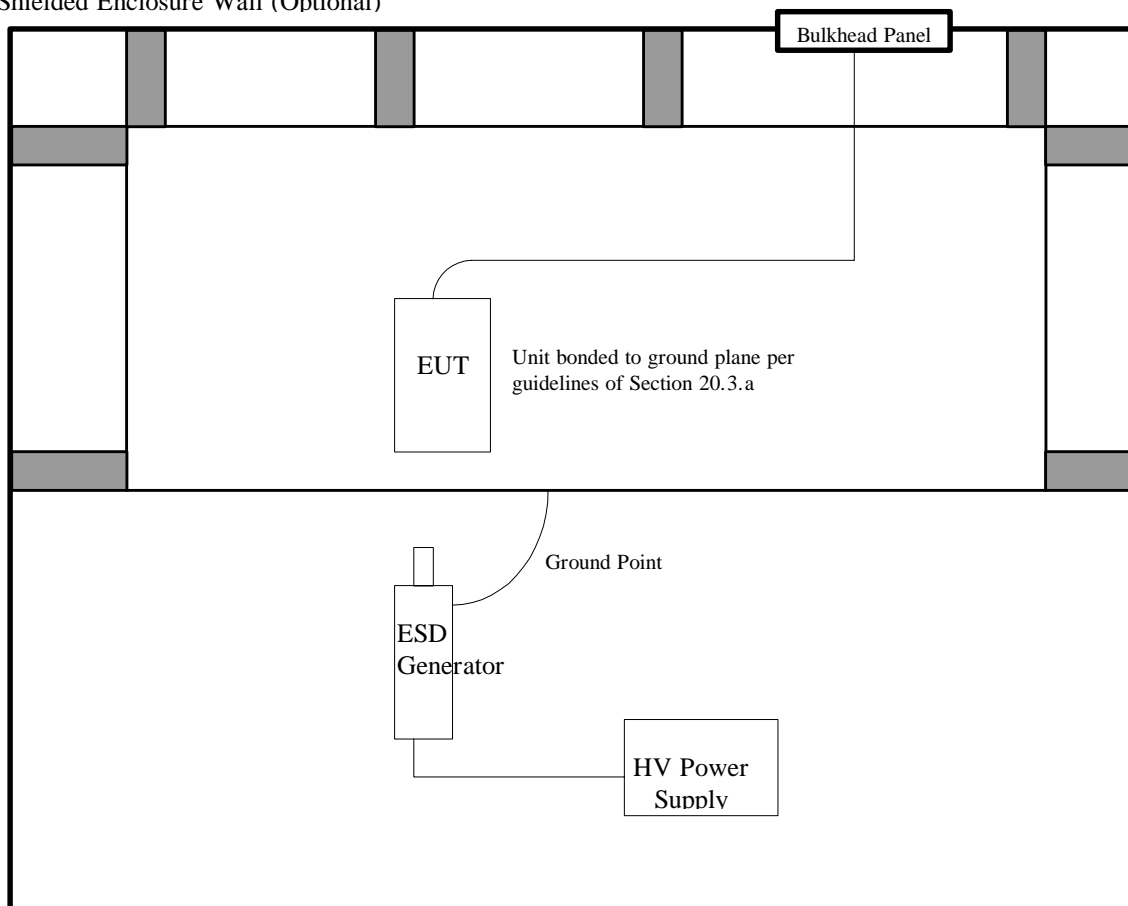 Shielded Enclosure Wall (Optional)
Bulkhead Panel
EUT
Unit bonded to ground plane per
guidelines of Section 20.3.a
Ground Point
ESD
Generator
HV Power
Supply